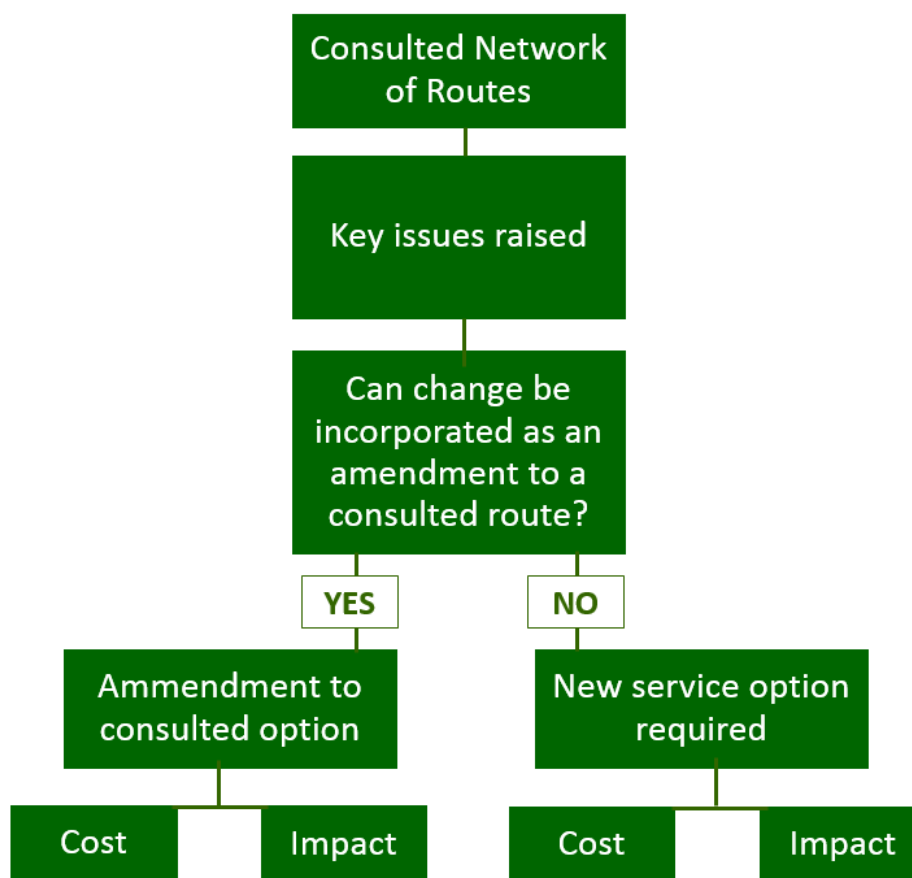 Consulted Network
of Routes
Key issues raised
Can change be
incorporated as an
amendment to a
consulted route?
YES
NO
Ammendment to
consulted option
New service option
required
Cost
Impact
Cost
Impact